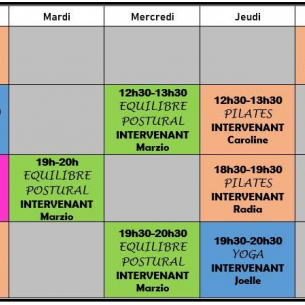 Mardi
Mercredi
Jeudi
12h30-13h30
EQUILIBRE
POSTURAL
INTERVENANT
Marzio
12h30-13h30
PILATES
INTERVENANT
Caroline
19h-20h
EQUILIBRE
POSTURAL
INTERVENANT
Marzio
18h30-19h30
PILATES
INTERVENANT
Radia
19h30-20h30
EQUILIBRE
POSTURAL
INTERVENANT
Marzio
19h30-20h30
YOGA
INTERVENANT
Joelle